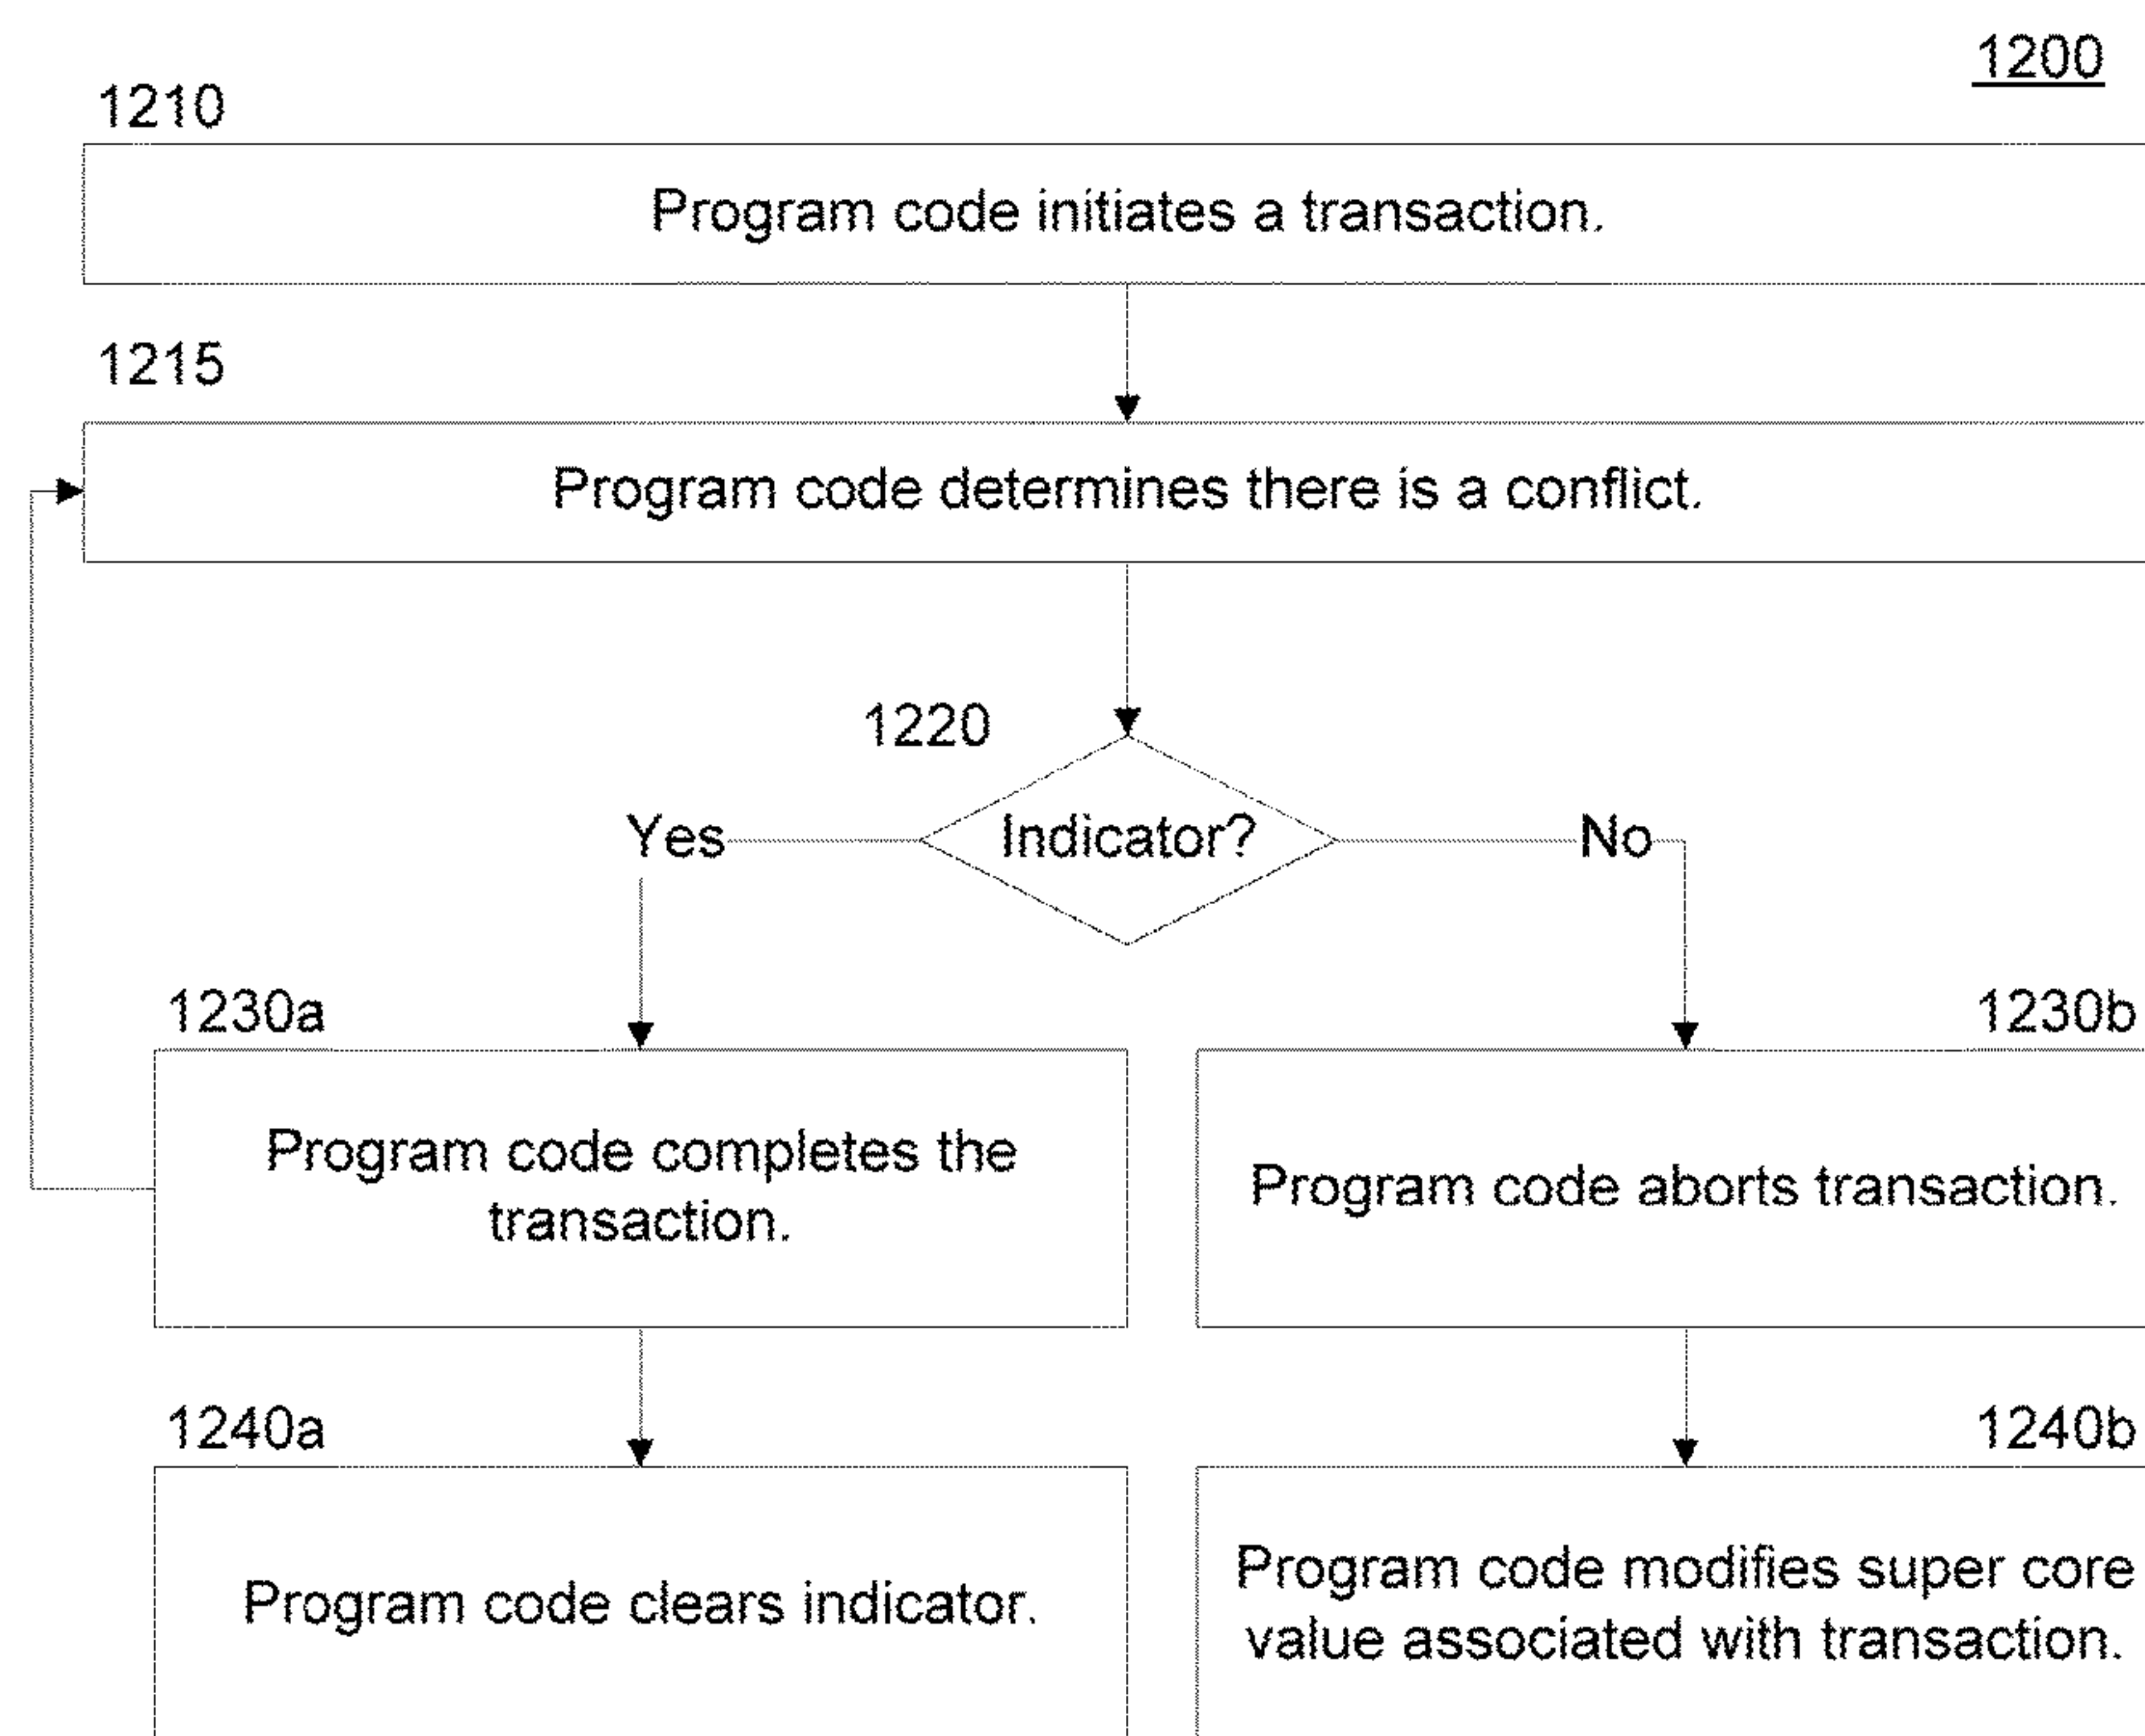 1200
1210
Program code initiates a transaction.
1215
Program code determines there is a conflict.
1220
Yes
Indicator?
No
1230a
1230b
Program code completes the
transaction.
Program code aborts transaction.
1240a
1240b
Program code clears indicator.
Program code modifies super core
value associated with transaction.